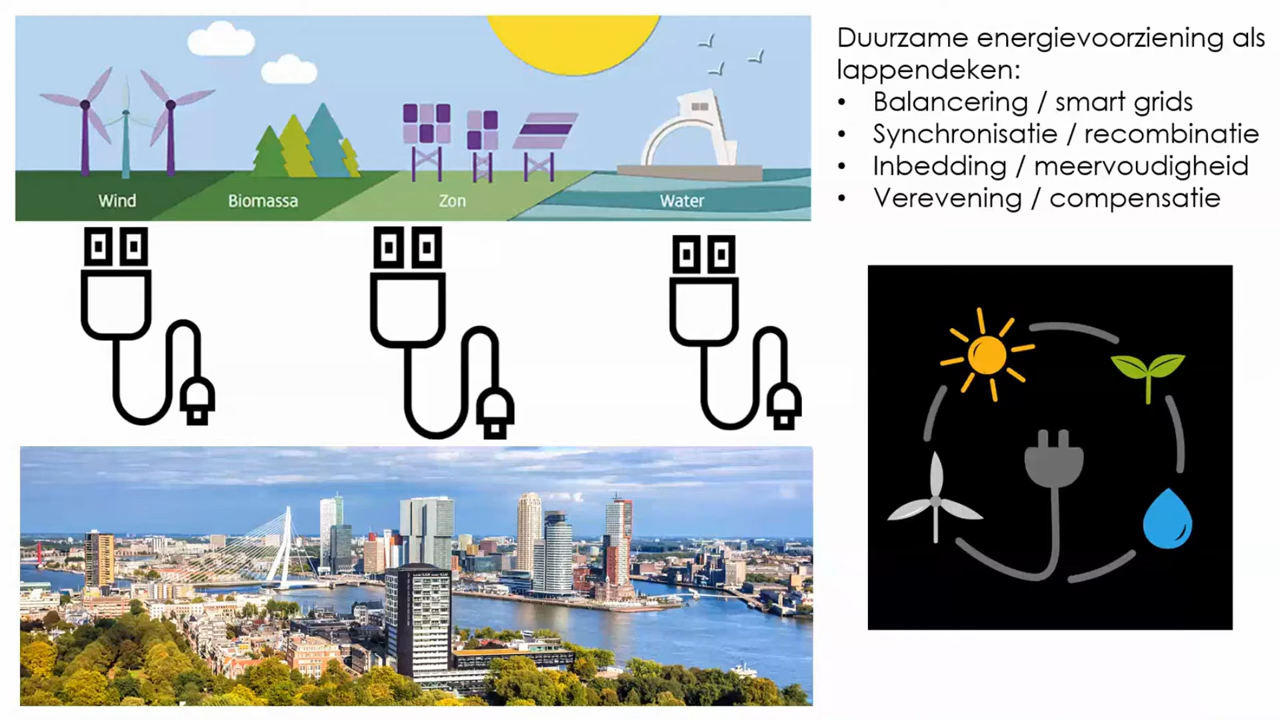 Wind
Biomassa
Zon
Water
Duurzame energievoorziening als
lappendeken:
• Balancering / smart grids
• Synchronisatie / recombinatie
• Inbedding / meervoudigheid
• Verevening / compensatie